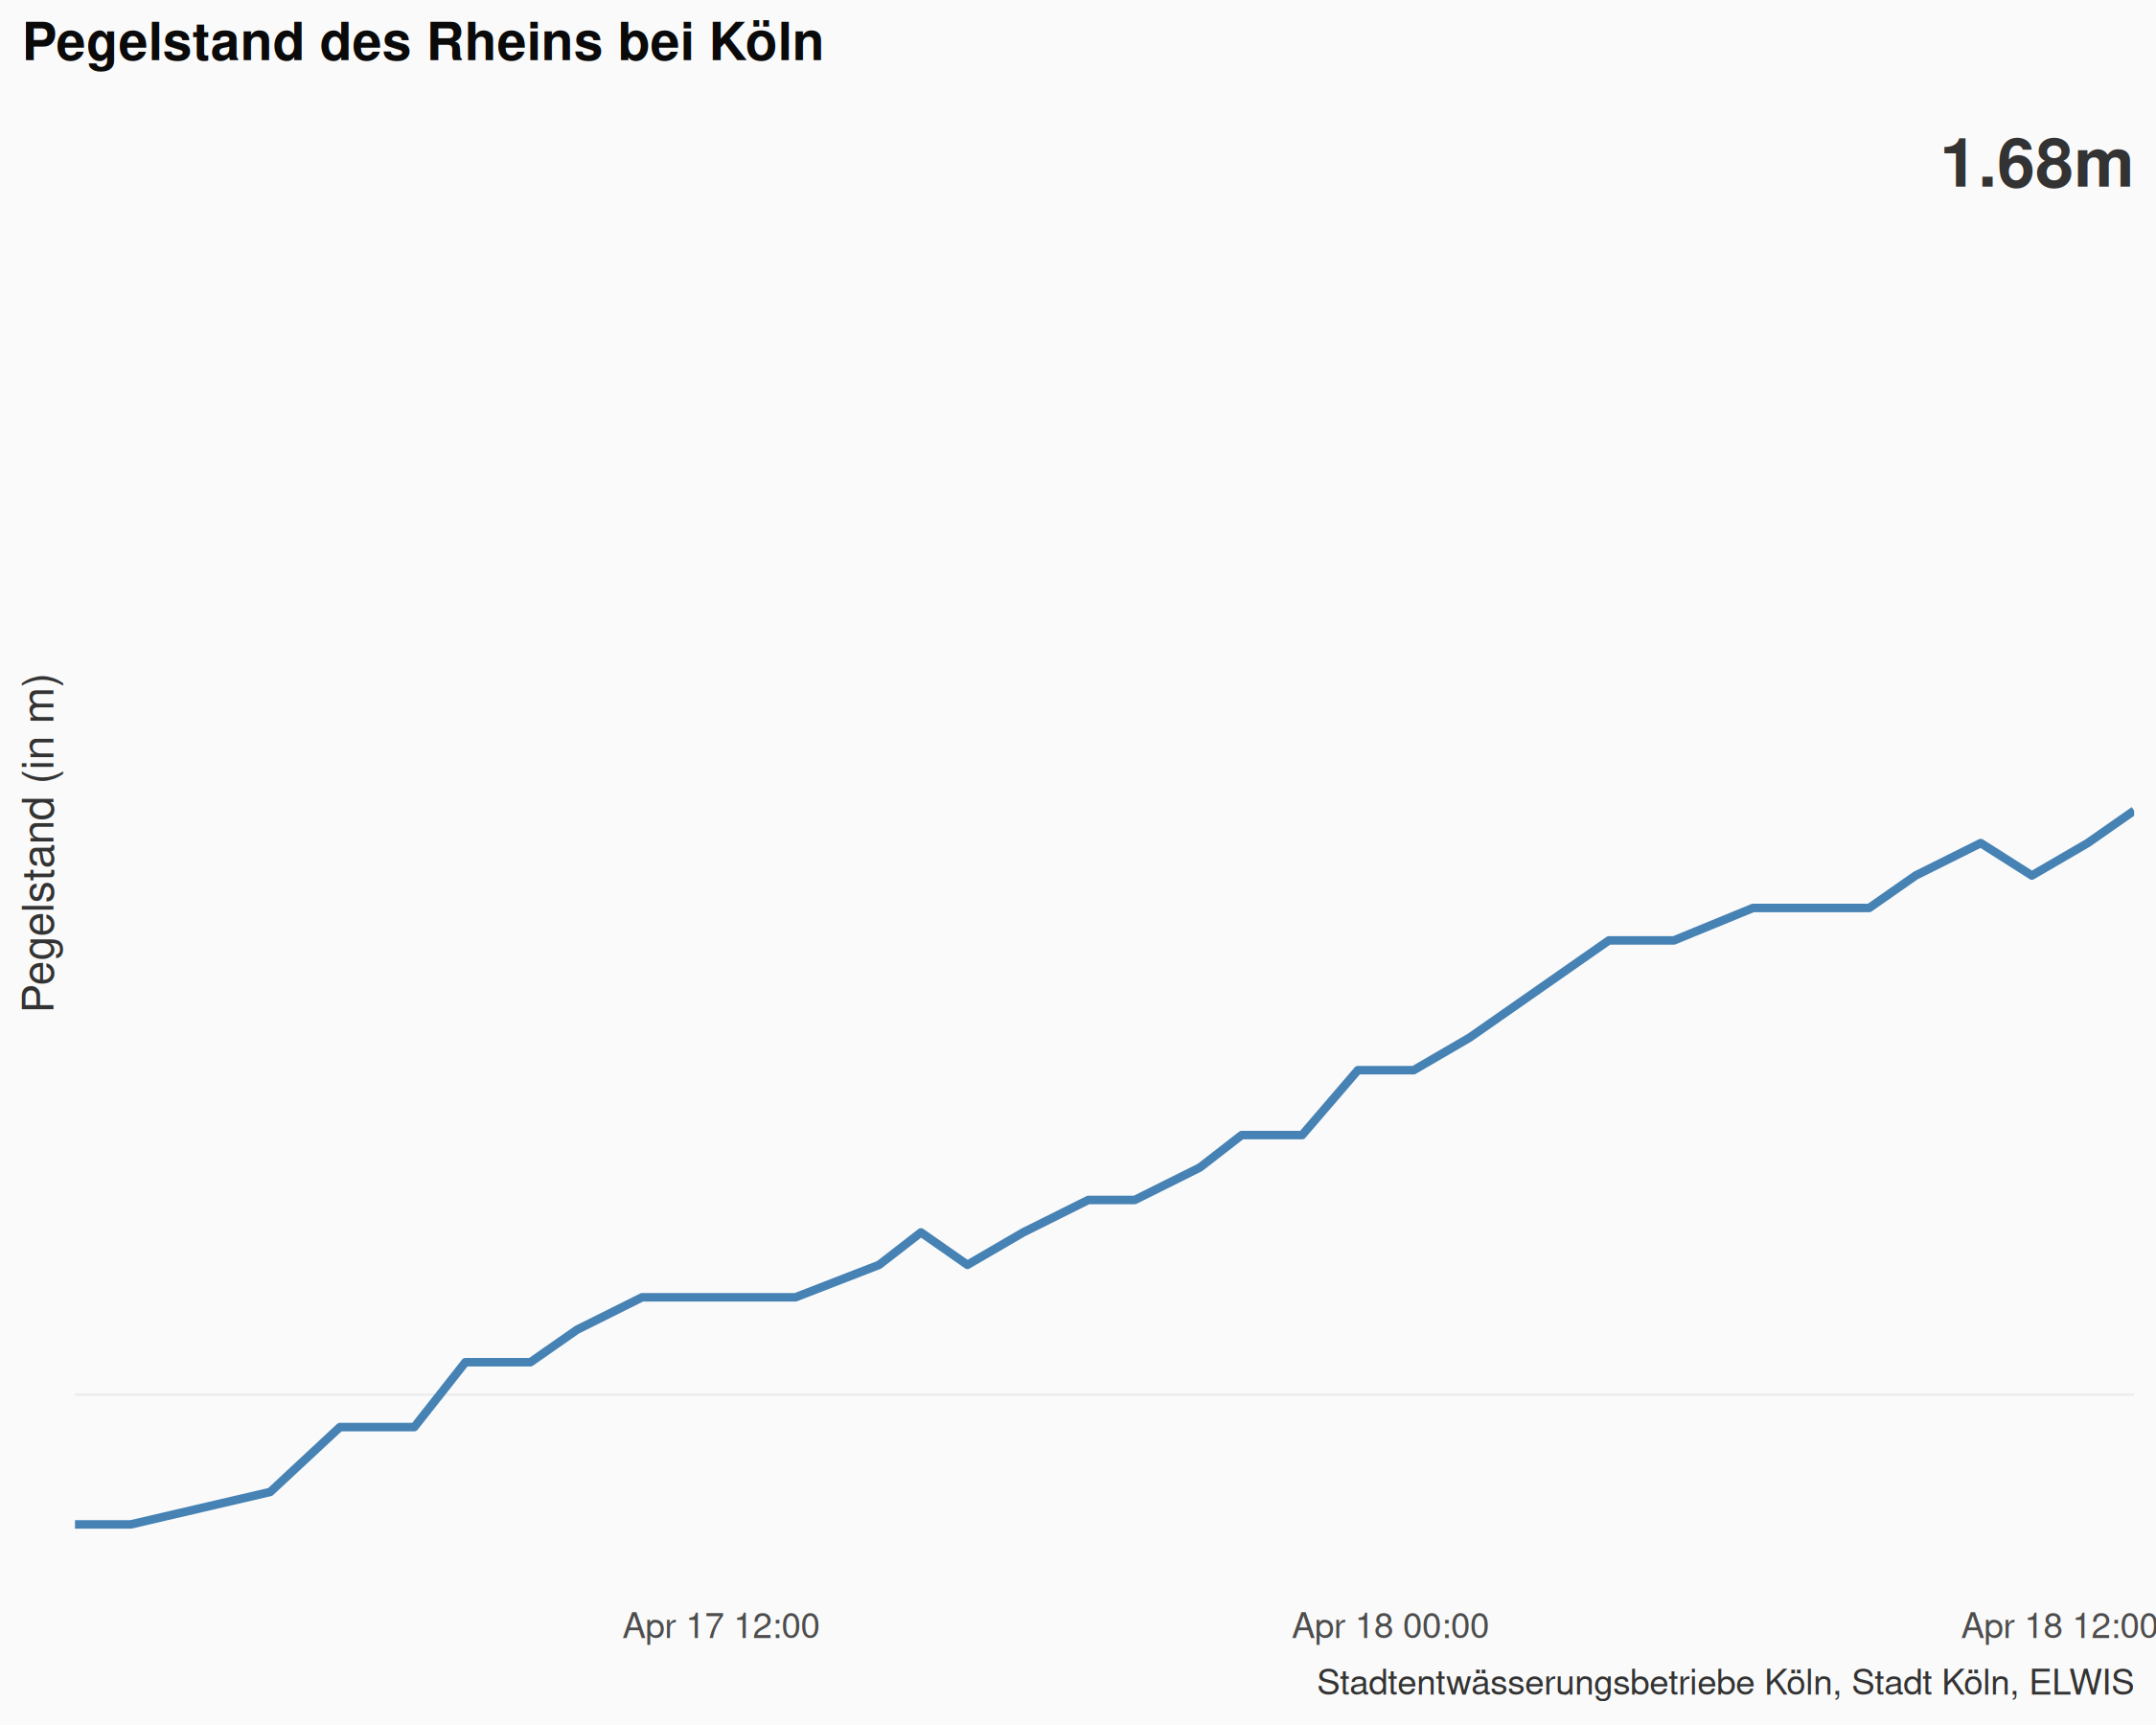 Pegelstand des Rheins bei Köln
1.68m
Pegelstand (in m)
Apr 17 12:00 Apr 18 00:00 Apr 18 12:00
Stadtentwässerungsbetriebe Köln, Stadt Köln, ELWIS